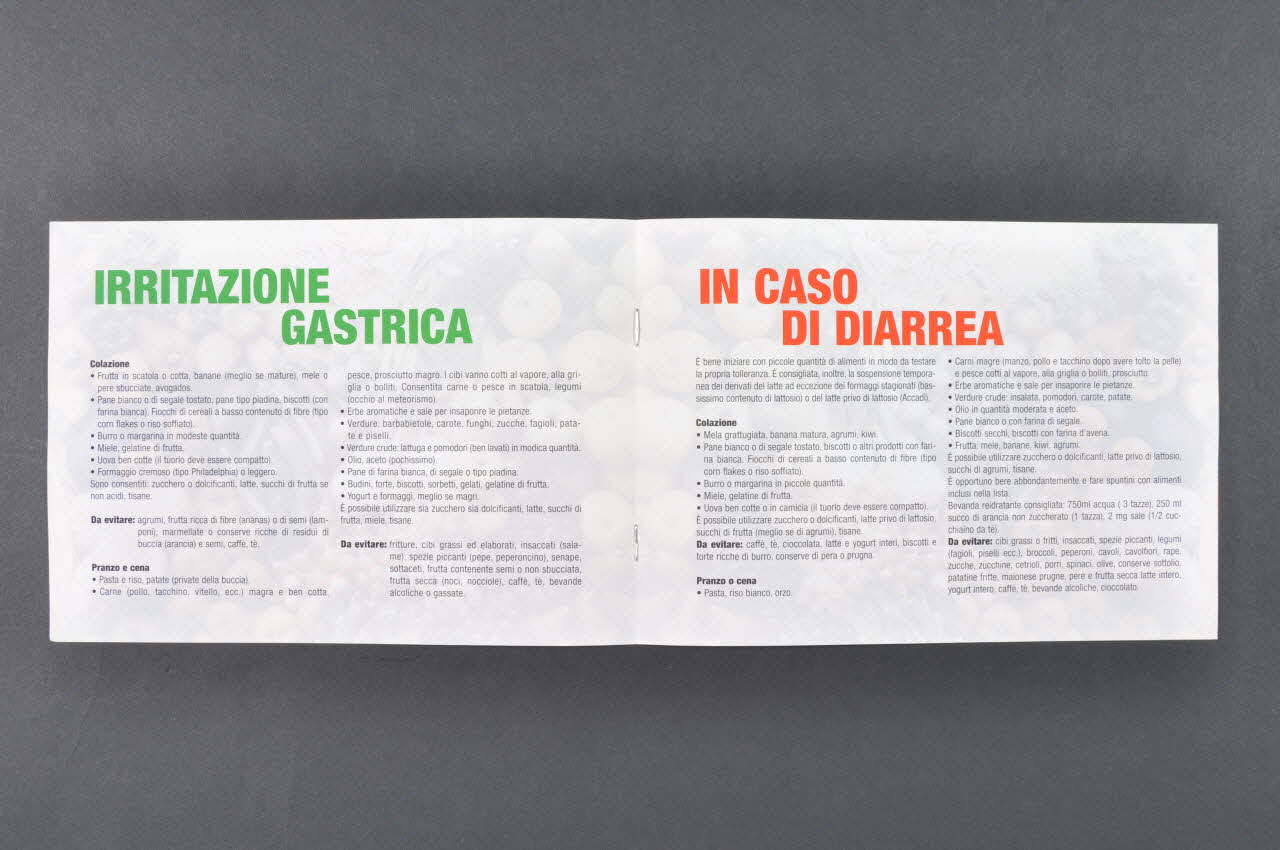 IRRITAZIONE
GASTRICA
Colazione
• Frutta in scatola o cotta, banane (meglio se mature), mele o
pere sbucciate, avogados.
• Pane bianco o di segale tostato, pane tipo piadina, biscotti (con
farina bianca). Fiocchi di cereali a basso contenuto di fibre (tipo
corn flakes o riso soffiato).
• Burro o margarina in modeste quantità.
• Miele, gelatine di frutta.
• Uova ben cotte (il tuorlo deve essere compatto).
• Formaggio cremoso (tipo Philadelphia) o leggero.
Sono consentiti: zucchero o dolcificanti, latte, succhi di frutta se
non acidi, tisane.
Da evitare: agrumi, frutta ricca di fibre (ananas) o di semi (lam-
poni); marmellate o conserve ricche di residui di
buccia (arancia) e semi, caffè, tè.
Pranzo e cena
• Pasta e riso, patate (private della buccia).
• Carne (pollo, tacchino, vitello, ecc.) magra e ben cotta,
pesce, prosciutto magro. I cibi vanno cotti al vapore, alla gri-
glia o bolliti. Consentita carne o pesce in scatola, legumi
(occhio al meteorismo).
• Erbe aromatiche e sale per insaporire le pietanze.
• Verdure: barbabietole, carote, funghi, zucche, fagioli, pata-
te e piselli.
• Verdure crude: lattuga e pomodori (ben lavati) in modica quantità.
• Olio, aceto (pochissimo).
• Pane di farina bianca, di segale o tipo piadina.
• Budini, torte, biscotti, sorbetti, gelati, gelatine di frutta.
• Yogurt e formaggi, meglio se magri.
È possibile utilizzare sia zucchero sia dolcificanti, latte, succhi di
frutta, miele, tisane.
Da evitare: fritture, cibi grassi ed elaborati, insaccati (sala-
me), spezie piccanti (pepe, peperoncino), senape,
sottaceti, frutta contenente semi o non sbucciata,
frutta secca (noci, nocciole), caffè, tè, bevande
alcoliche o gassate.
IN CASO
DI DIARREA
È bene iniziare con piccole quantità di alimenti in modo da testare
la propria tolleranza. È consigliata, inoltre, la sospensione tempora-
nea dei derivati del latte ad eccezione dei formaggi stagionati (bas-
sissimo contenuto di lattosio) o del latte privo di lattosio (Accadì).
Colazione
• Mela grattugiata, banana matura, agrumi, kiwi.
• Pane bianco o di segale tostato, biscotti o altri prodotti con fari-
na bianca. Fiocchi di cereali a basso contenuto di fibre (tipo
corn flakes o riso soffiato).
• Burro o margarina in piccole quantità.
• Miele, gelatine di frutta.
• Uova ben cotte o in camicia (il tuorlo deve essere compatto).
È possibile utilizzare zucchero o dolcificanti, latte privo di lattosio,
succhi di frutta (meglio se di agrumi), tisane.
Da evitare: caffè, tè, cioccolata, latte e yogurt interi, biscotti e
torte ricche di burro, conserve di pera o prugna.
Pranzo o cena
• Pasta, riso bianco, orzo.
• Carni magre (manzo, pollo e tacchino dopo avere tolto la pelle)
e pesce cotti al vapore, alla griglia o bolliti, prosciutto.
• Erbe aromatiche e sale per insaporire le pietanze.
• Verdure crude: insalata, pomodori, carote, patate.
• Olio in quantità moderata e aceto.
• Pane bianco o con farina di segale.
• Biscotti secchi, biscotti con farina d'avena.
• Frutta: mele, banane, kiwi, agrumi.
È possibile utilizzare zucchero o dolcificanti, latte privo di lattosio,
succhi di agrumi, tisane.
È opportuno bere abbondantemente e fare spuntini con alimenti
inclusi nella lista.
Bevanda reidratante consigliata: 750ml acqua ( 3 tazze), 250 ml
succo di arancia non zuccherato (1 tazza), 2 mg sale (1/2 cuc-
chiaino da tè).
Da evitare: cibi grassi o fritti, insaccati, spezie piccanti, legumi
(fagioli, piselli ecc.), broccoli, peperoni, cavoli, cavolfiori, rape,
zucche, zucchine, cetrioli, porri, spinaci, olive, conserve sottolio,
patatine fritte, maionese prugne, pere e frutta secca latte intero,
yogurt intero, caffè, tè, bevande alcoliche, cioccolato.